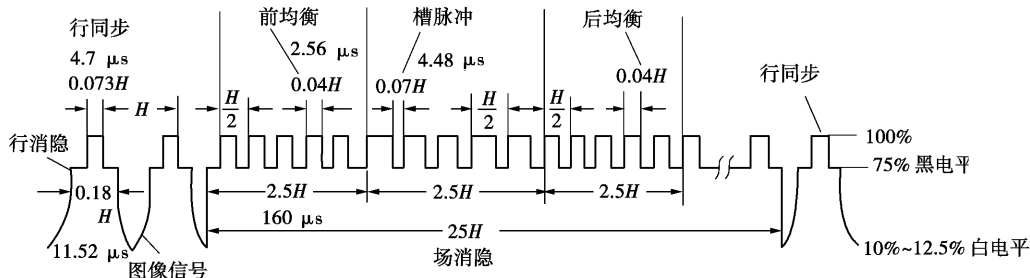 行同步
4.7 μs
0.073H
H
前均衡
2.56 μs
0.04H
H/2
槽脉冲
4.48 μs
0.07H
H/2
后均衡
H/2
0.04H
行同步
100%
75% 黑电平
行消隐
0.18
H
11.52 μs
2.5H
2.5H
2.5H
160 μs
25H
场消隐
图像信号
10%~12.5% 白电平